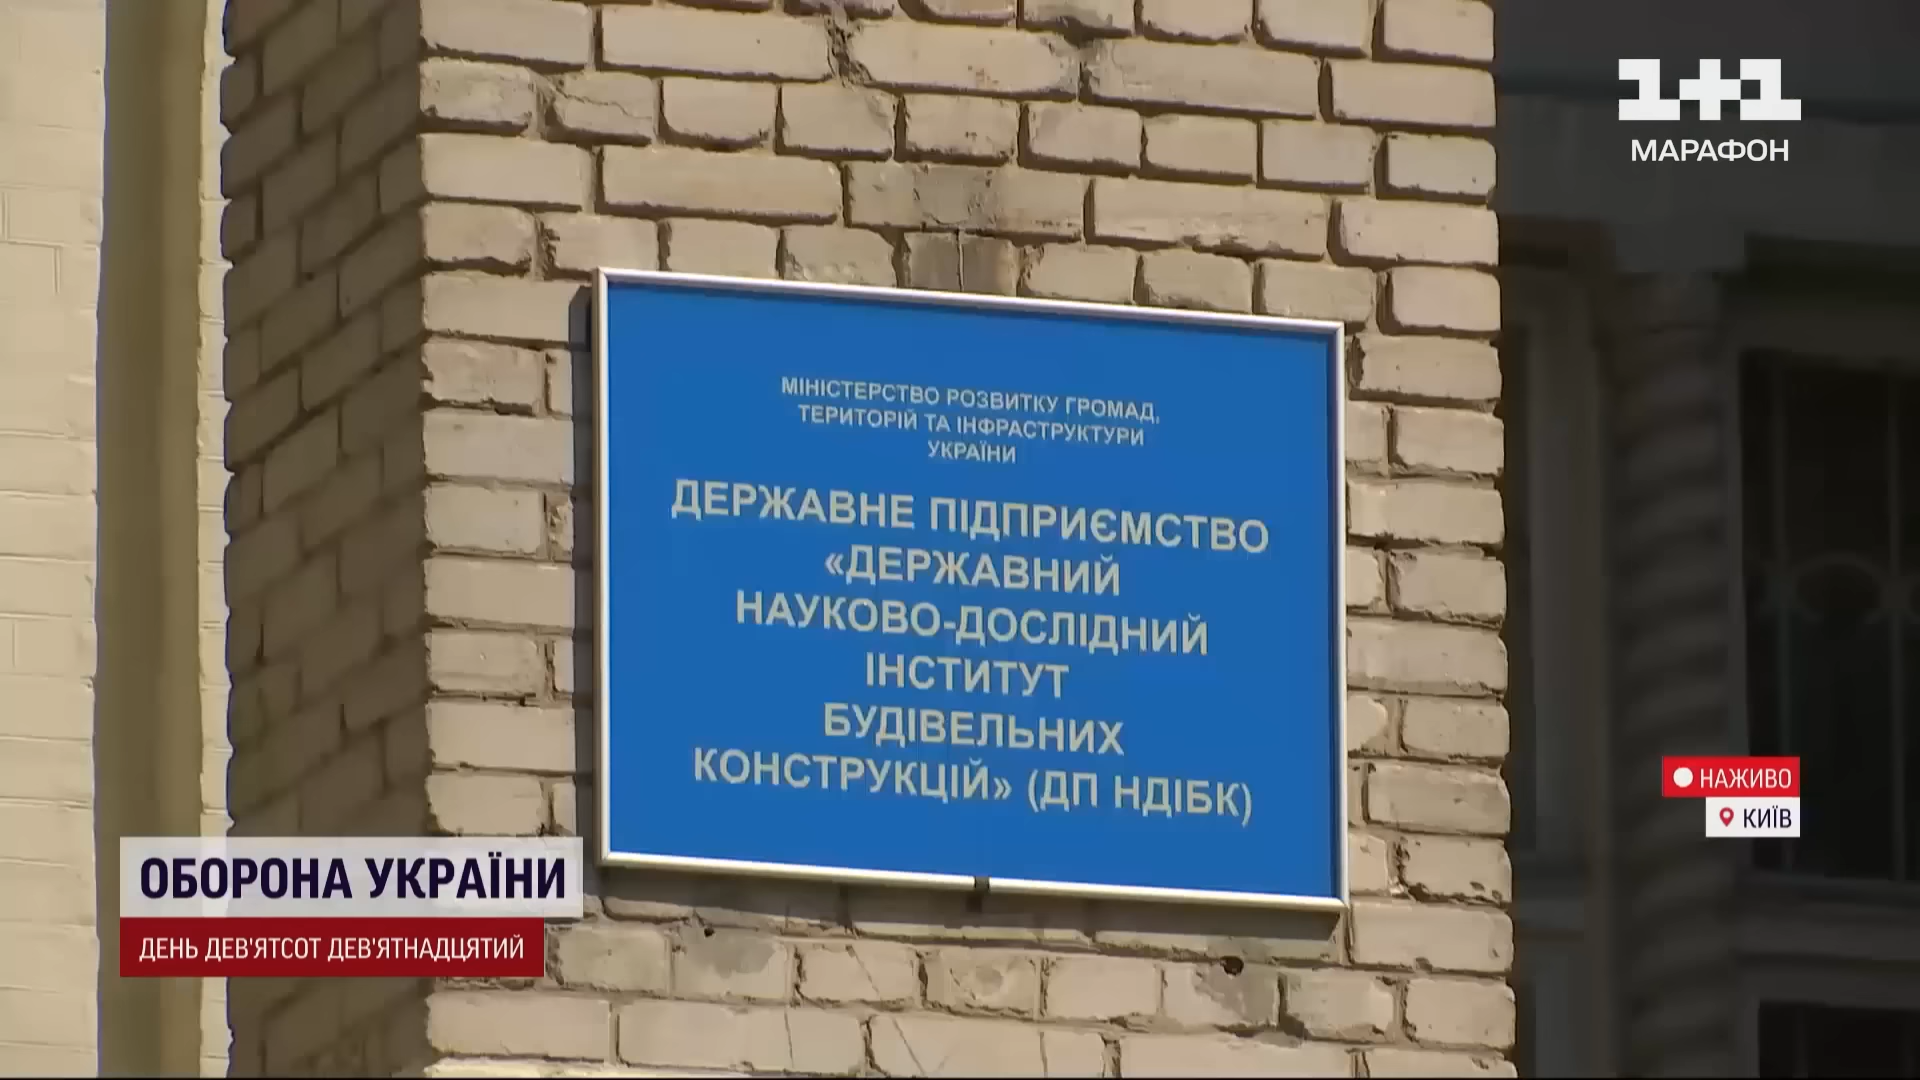 1+1
МАРАФОН
МІНІСТЕРСТВО РОЗВИТКУ ГРОМАД,
ТЕРИТОРІЙ ТА ІНФРАСТРУКТУРИ
УКРАЇНИ
ДЕРЖАВНЕ ПІДПРИЄМСТВО
«ДЕРЖАВНИЙ
НАУКОВО-ДОСЛІДНИЙ
ІНСТИТУТ
БУДІВЕЛЬНИХ
КОНСТРУКЦІЙ» (ДП НДІБК)
НАЖИВО
КИЇВ
ОБОРОНА УКРАЇНИ
ДЕНЬ ДЕВ'ЯТСОТ ДЕВ'ЯТНАДЦЯТИЙ